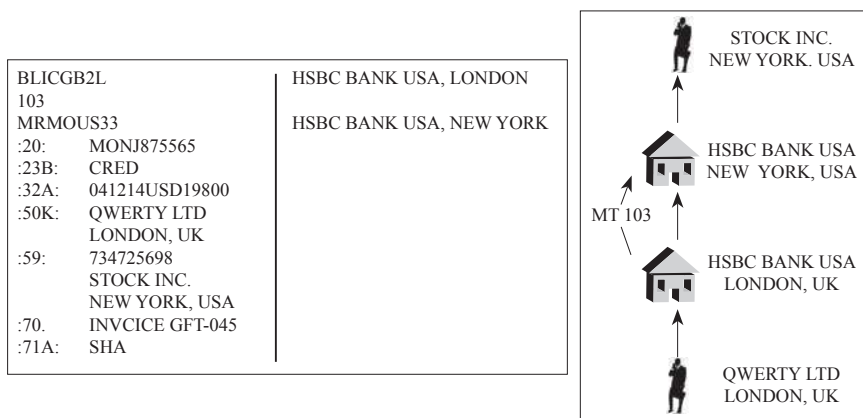 BLICGB2L HSBC BANK USA, LONDON
103
MRMOUS33 HSBC BANK USA, NEW YORK
:20: MONJ875565
:23B: CRED
:32A: 041214USD19800
:50K: QWERTY LTD
LONDON, UK
:59: 734725698
STOCK INC.
NEW YORK, USA
:70. INVCICE GFT-045
:71A: SHA
STOCK INC.
NEW YORK. USA
HSBC BANK USA
NEW YORK, USA
MT 103
HSBC BANK USA
LONDON, UK
QWERTY LTD
LONDON, UK